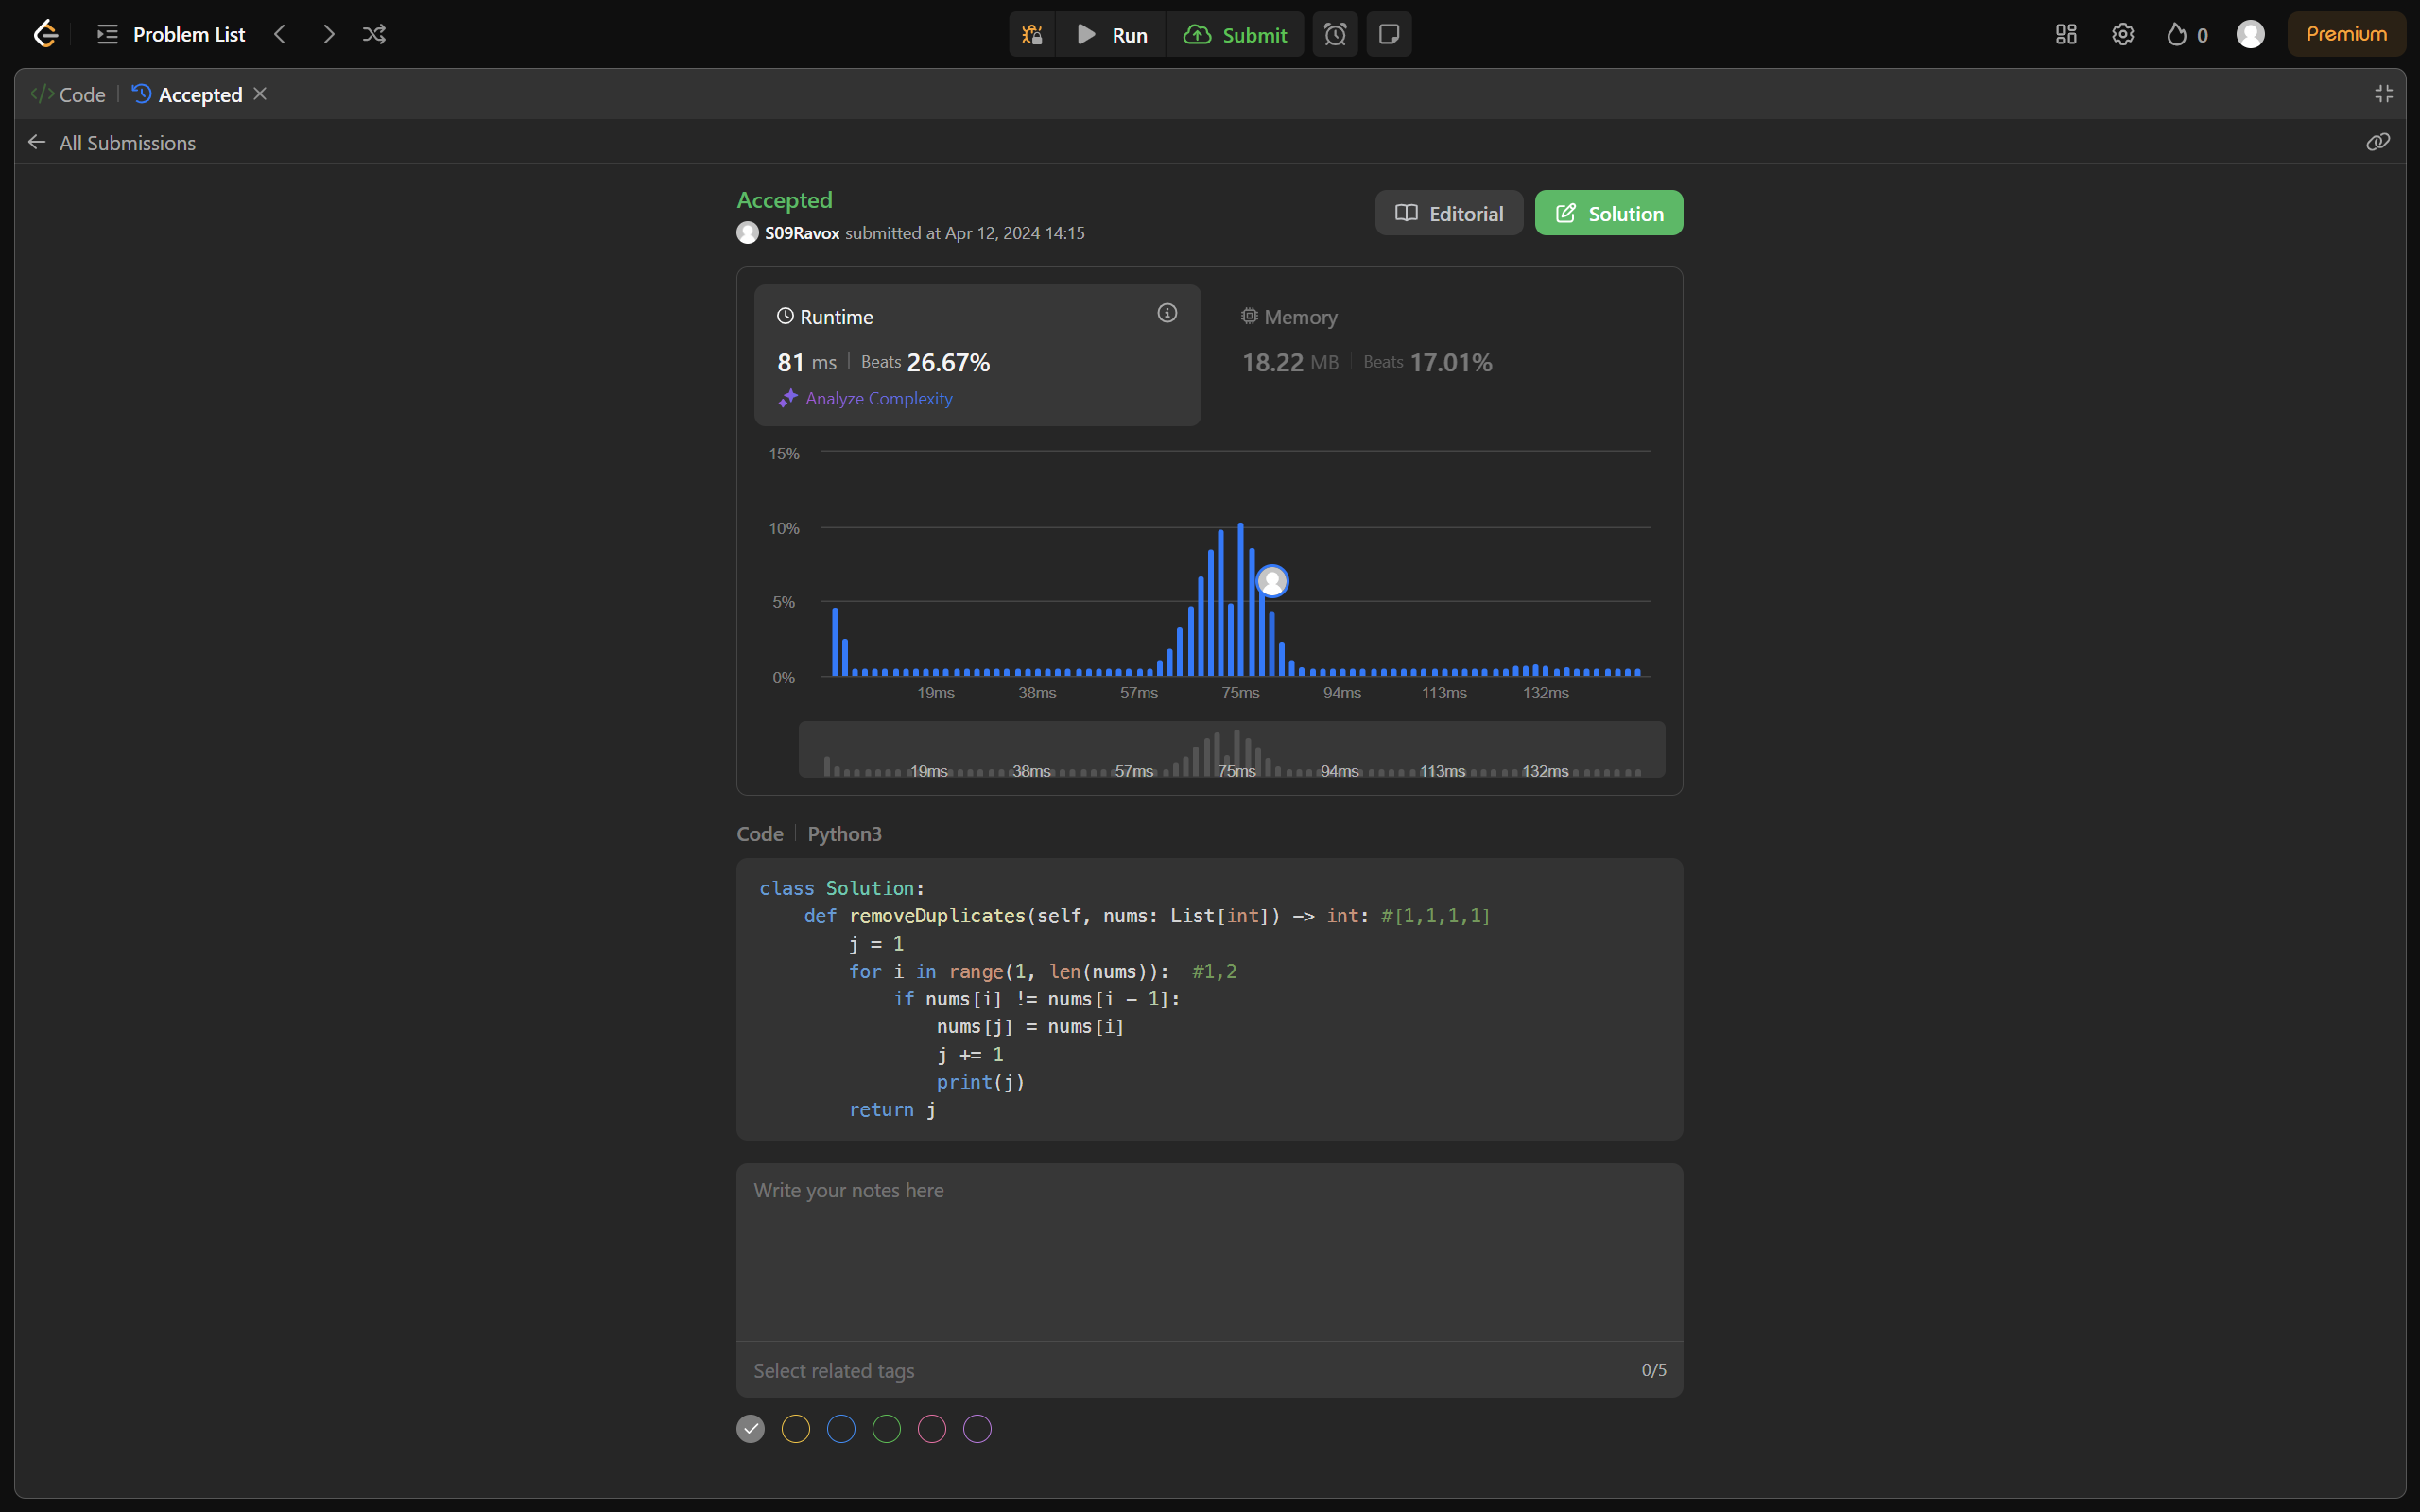 Problem List
Run
Submit
0
Premium
</> Code
Accepted
All Submissions
Accepted
S09Ravox submitted at Apr 12, 2024 14:15
Editorial
Solution
Runtime
81 ms | Beats 26.67%
Analyze Complexity
Memory
18.22 MB | Beats 17.01%
15%
10%
5%
0%
19ms 38ms 57ms 75ms 94ms 113ms 132ms
19ms 38ms 57ms 75ms 94ms 113ms 132ms
Code | Python3
class Solution:
    def removeDuplicates(self, nums: List[int]) -> int: #[1,1,1,1]
        j = 1
        for i in range(1, len(nums)):  #1,2
            if nums[i] != nums[i - 1]:
                nums[j] = nums[i]
                j += 1
                print(j)
        return j
Write your notes here
Select related tags
0/5